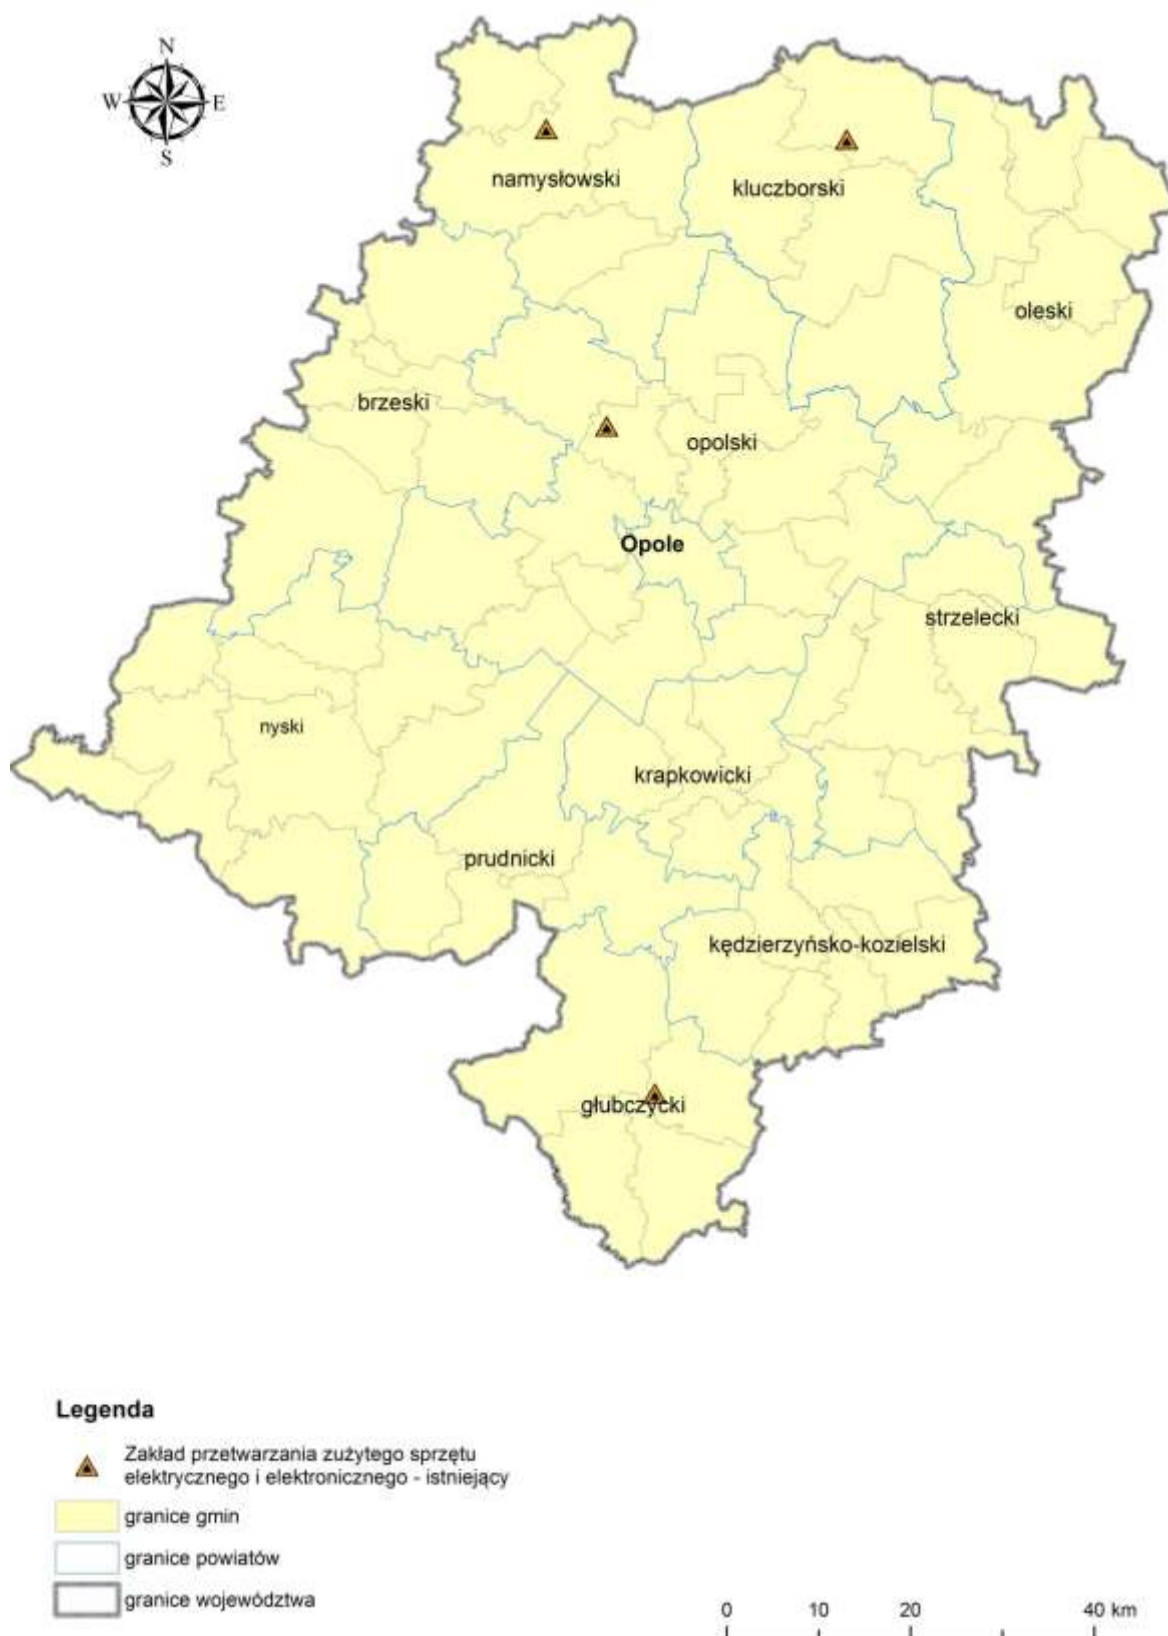 N
W E
S
namysłowski
kluczborski
oleski
brzeski
opolski
Opole
strzelecki
nyski
krapkowicki
prudnicki
kędzierzyńsko-kozielski
głubczycki
Legenda
Zakład przetwarzania zużytego sprzętu
elektrycznego i elektronicznego - istniejący
granice gmin
granice powiatów
granice województwa
0 10 20 40 km